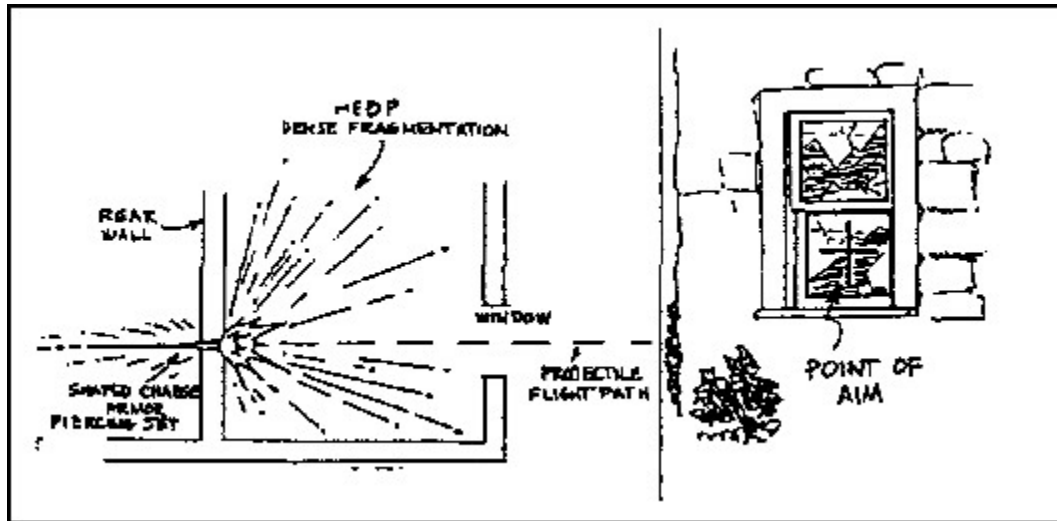 HEDP
DENSE FRAGMENTATION
REAR
WALL
WINDOW
SHAPED CHARGE
ARMOR
PIERCING JET
PROJECTILE
FLIGHT PATH
POINT OF
AIM